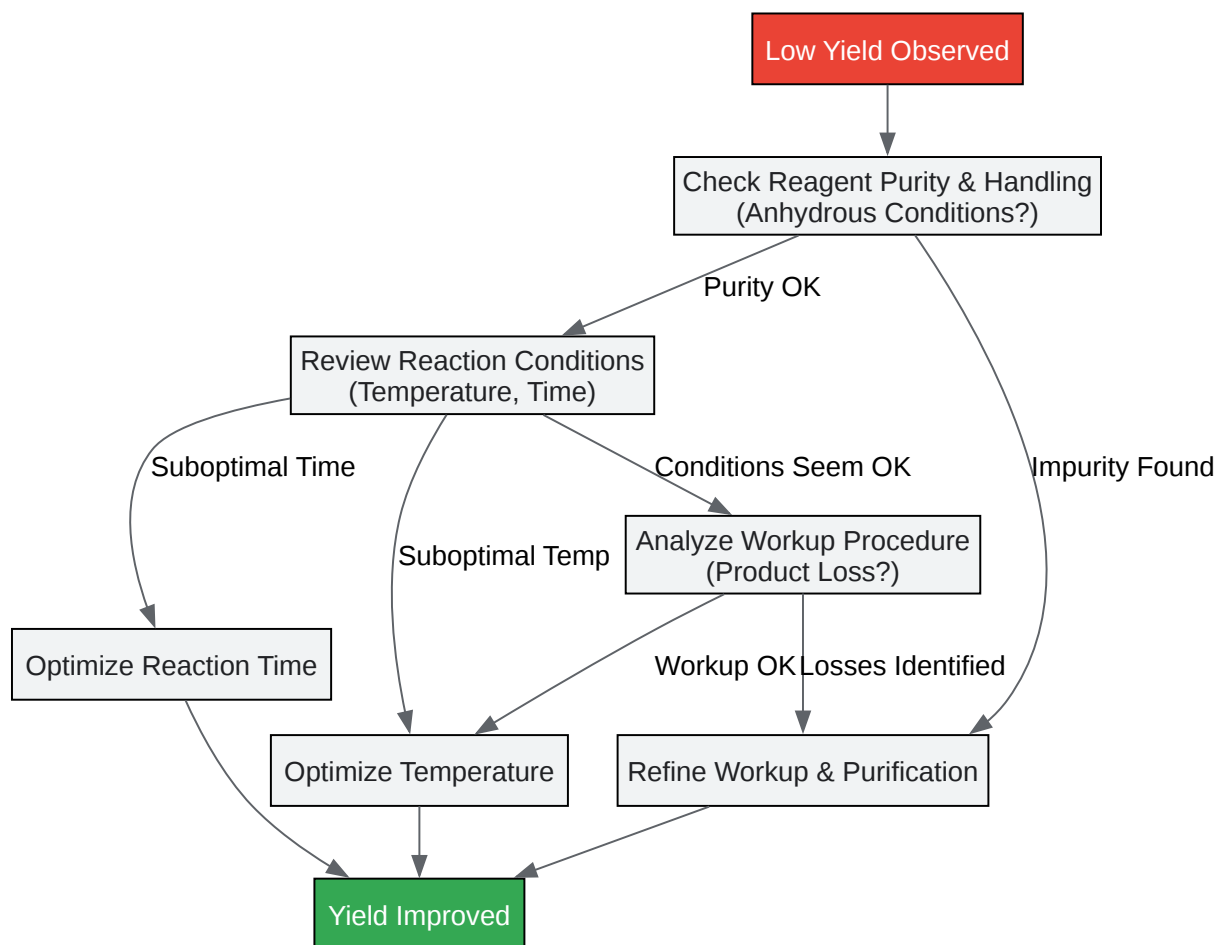 Low Yield Observed
Check Reagent Purity & Handling
(Anhydrous Conditions?)
Purity OK
Review Reaction Conditions
(Temperature, Time)
Suboptimal Time
Conditions Seem OK
Impurity Found
Analyze Workup Procedure
(Product Loss?)
Suboptimal Temp
Optimize Reaction Time
Workup OK
Losses Identified
Optimize Temperature
Refine Workup & Purification
Yield Improved